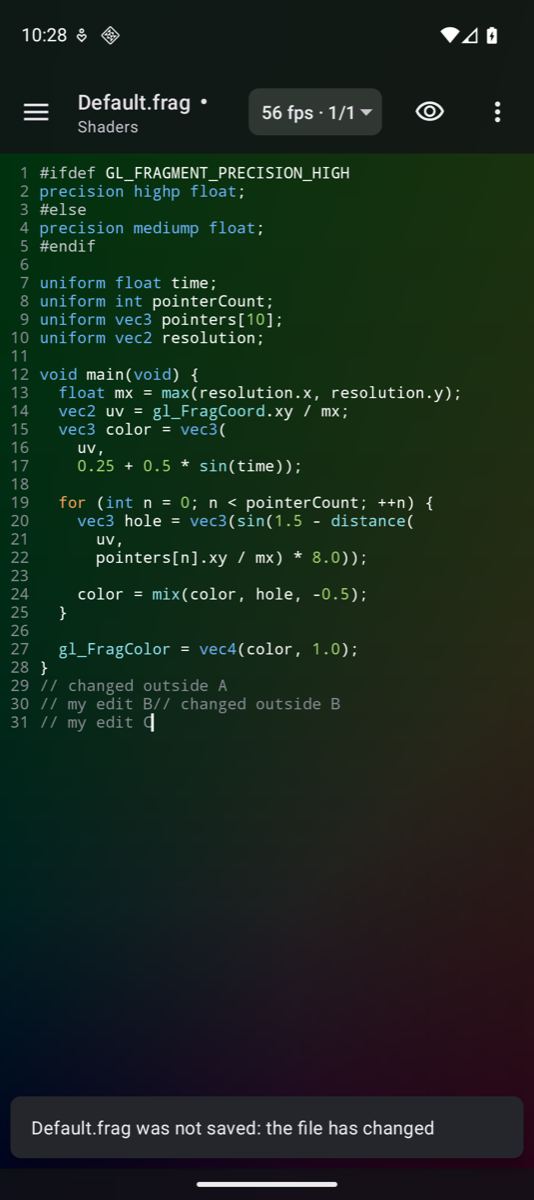 10:28
Default.frag •
Shaders
56 fps · 1/1
1 #ifdef GL_FRAGMENT_PRECISION_HIGH
2 precision highp float;
3 #else
4 precision mediump float;
5 #endif
6
7 uniform float time;
8 uniform int pointerCount;
9 uniform vec3 pointers[10];
10 uniform vec2 resolution;
11
12 void main(void) {
13   float mx = max(resolution.x, resolution.y);
14   vec2 uv = gl_FragCoord.xy / mx;
15   vec3 color = vec3(
16     uv,
17     0.25 + 0.5 * sin(time));
18
19   for (int n = 0; n < pointerCount; ++n) {
20     vec3 hole = vec3(sin(1.5 - distance(
21       uv,
22       pointers[n].xy / mx) * 8.0));
23
24     color = mix(color, hole, -0.5);
25   }
26
27   gl_FragColor = vec4(color, 1.0);
28 }
29 // changed outside A
30 // my edit B// changed outside B
31 // my edit C
Default.frag was not saved: the file has changed